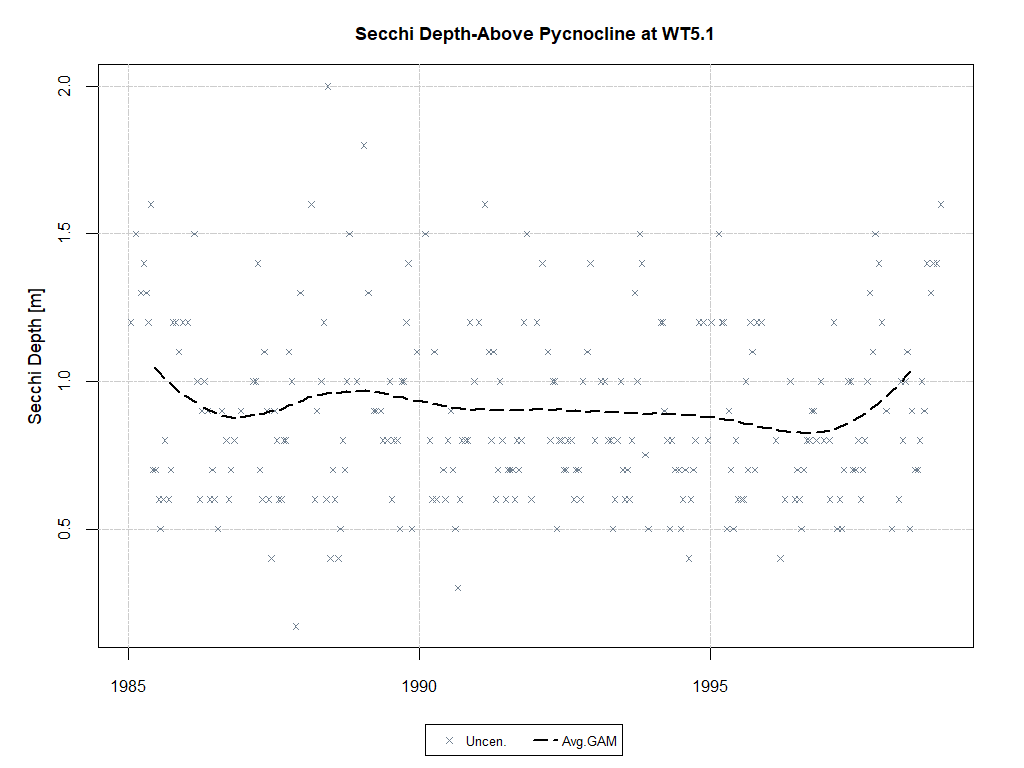 Secchi Depth-Above Pycnocline at WT5.1
Secchi Depth [m]
2.0
1.5
1.0
0.5
1985 1990 1995
Uncen. Avg.GAM